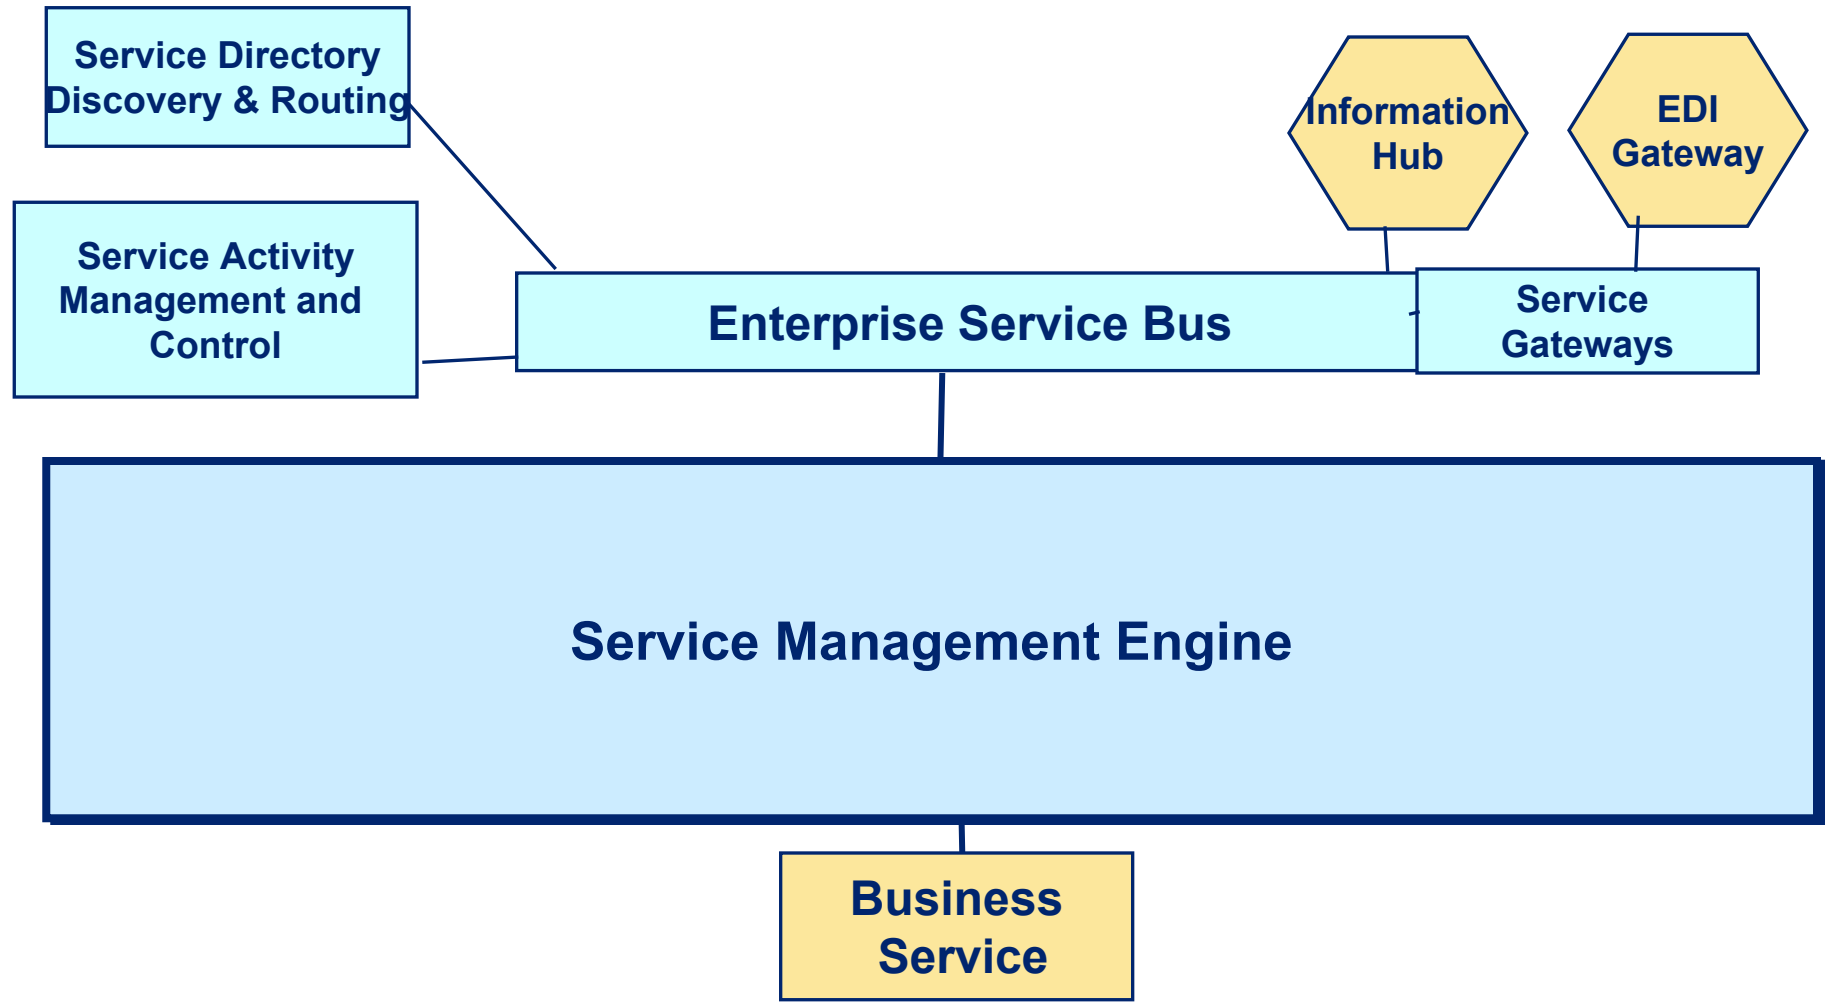 Service Directory
Discovery & Routing
Information
Hub
EDI
Gateway
Service Activity
Management and
Control
Enterprise Service Bus
Service
Gateways
Service Management Engine
Business
Service